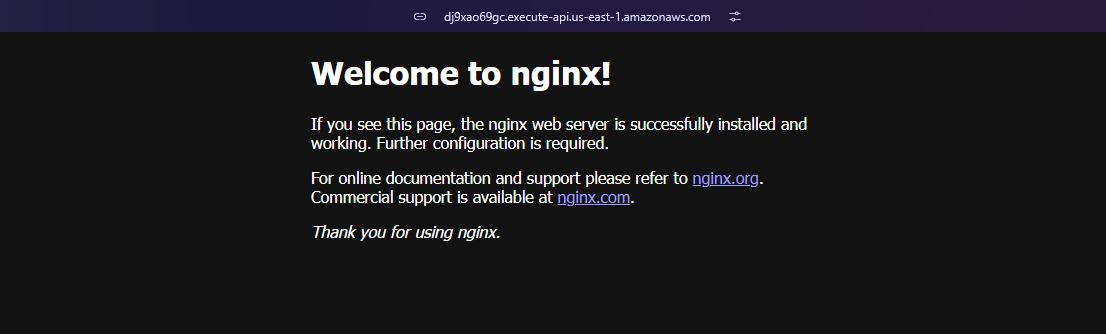 dj9xao69gc.execute-api.us-east-1.amazonaws.com
Welcome to nginx!
If you see this page, the nginx web server is successfully installed and
working. Further configuration is required.
For online documentation and support please refer to nginx.org.
Commercial support is available at nginx.com.
Thank you for using nginx.